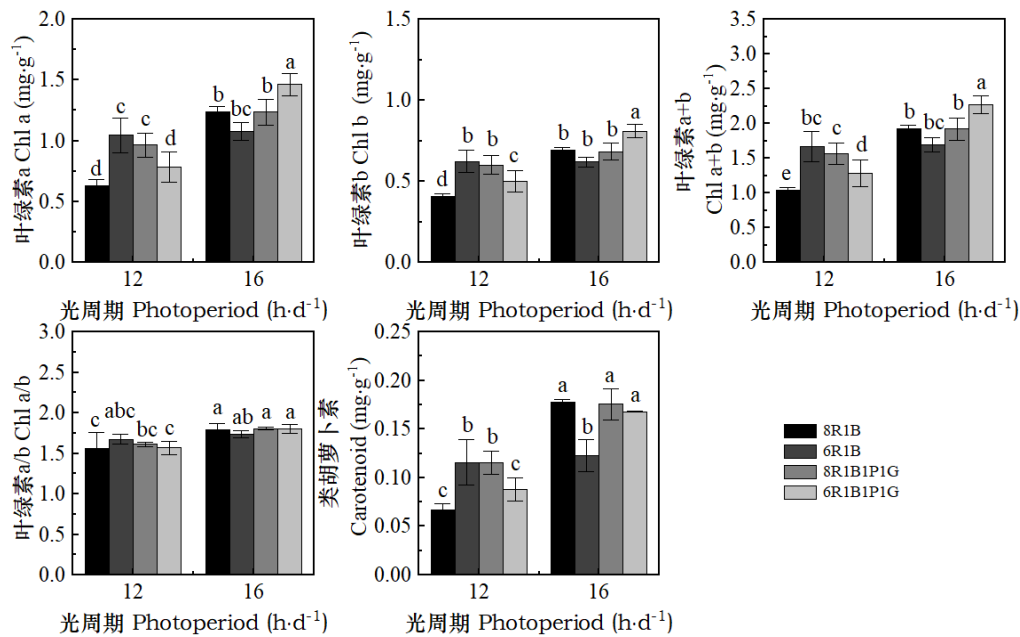 叶绿素a Chl a (mg·g-1)
2.0
1.5
1.0
0.5
0.0
d
c
c
d
b
bc
b
a
12
16
光周期 Photoperiod (h·d-1)
叶绿素b Chl b (mg·g-1)
1.5
1.0
0.5
0.0
d
b
b
c
b
b
b
a
12
16
光周期 Photoperiod (h·d-1)
叶绿素a+b
Chl a+b (mg·g-1)
3.5
3.0
2.5
2.0
1.5
1.0
0.5
0.0
e
bc
c
d
b
bc
b
a
12
16
光周期 Photoperiod (h·d-1)
叶绿素a/b Chl a/b
3.0
2.5
2.0
1.5
1.0
0.5
0.0
c
abc
bc
c
a
ab
a
a
12
16
光周期 Photoperiod (h·d-1)
类胡萝卜素
Carotenoid (mg·g-1)
0.25
0.20
0.15
0.10
0.05
0.00
c
b
b
c
a
b
a
a
12
16
光周期 Photoperiod (h·d-1)
8R1B
6R1B
8R1B1P1G
6R1B1P1G